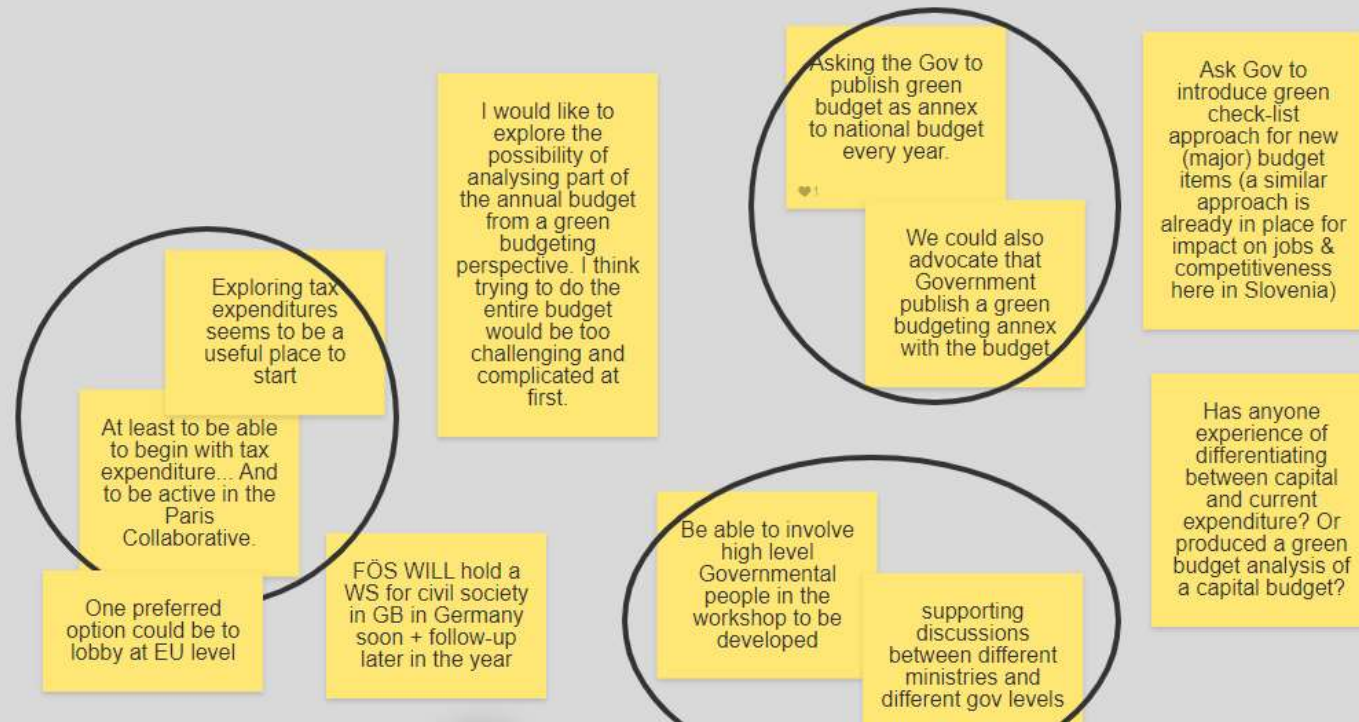 I would like to
explore the
possibility of
analysing part of
the annual budget
from a green
budgeting
perspective. I think
trying to do the
entire budget
would be too
challenging and
complicated at
first.
Asking the Gov to
publish green
budget as annex
to national budget
every year.
1
We could also
advocate that
Government
publish a green
budgeting annex
with the budget
Ask Gov to
introduce green
check-list
approach for new
(major) budget
items (a similar
approach is
already in place for
impact on jobs &
competitiveness
here in Slovenia)
Exploring tax
expenditures
seems to be a
useful place to
start
At least to be able
to begin with tax
expenditure... And
to be active in the
Paris
Collaborative.
One preferred
option could be to
lobby at EU level
FÖS WILL hold a
WS for civil society
in GB in Germany
soon + follow-up
later in the year
Be able to involve
high level
Governmental
people in the
workshop to be
developed
supporting
discussions
between different
ministries and
different gov levels
Has anyone
experience of
differentiating
between capital
and current
expenditure? Or
produced a green
budget analysis of
a capital budget?